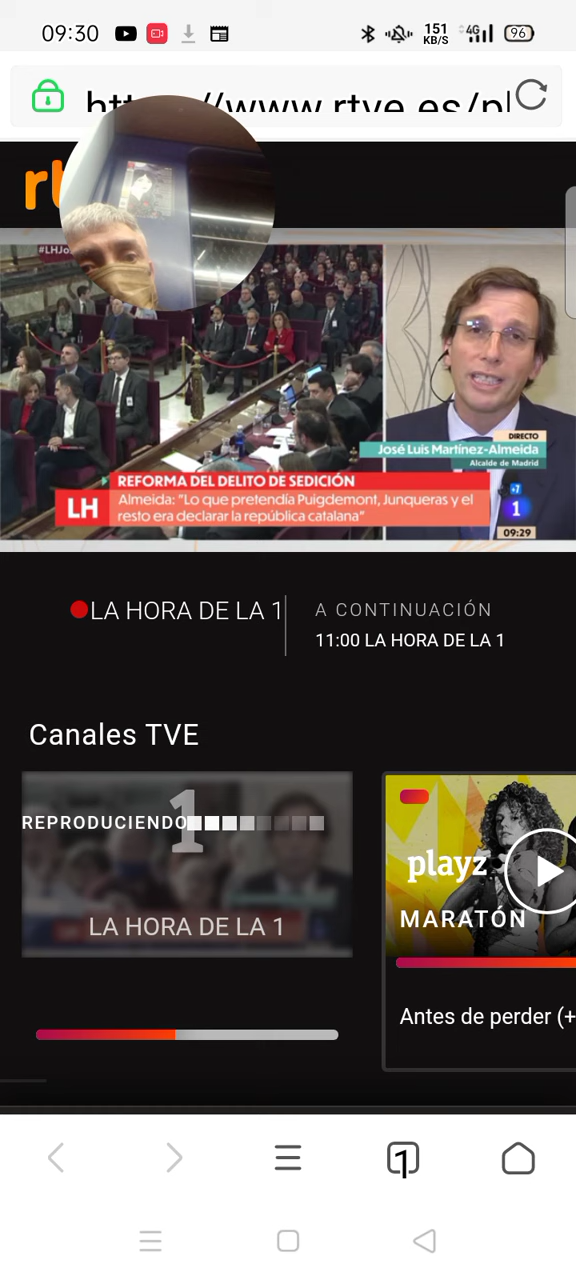 09:30
151
KB/S
4G
96
#LHJo
DIRECTO
José Luis Martínez-Almeida
Alcalde de Madrid
REFORMA DEL DELITO DE SEDICIÓN
LH
Almeida: "Lo que pretendía Puigdemont, Junqueras y el
resto era declarar la república catalana"
+7
1
09:29
LA HORA DE LA 1
A CONTINUACIÓN
11:00 LA HORA DE LA 1
Canales TVE
1
REPRODUCIENDO
LA HORA DE LA 1
playz
MARATÓN
Antes de perder (+
1